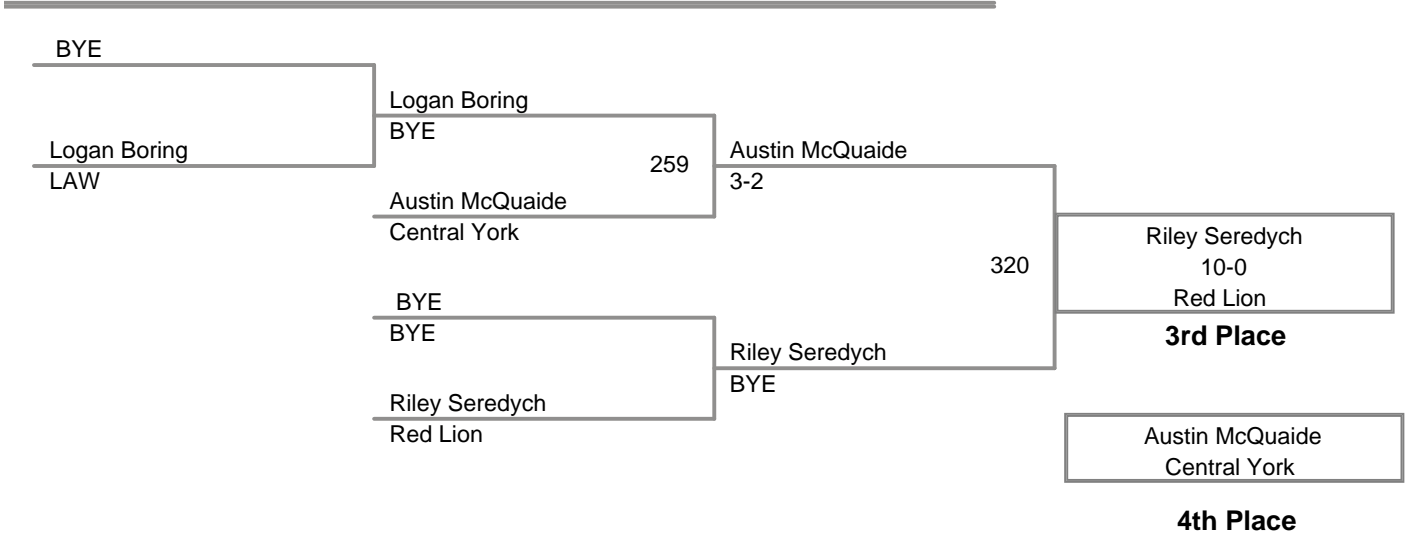 BYE
Logan Boring
LAW
Logan Boring
BYE
259
Austin McQuaide
Central York
BYE
BYE
Riley Seredych
Red Lion
Austin McQuaide
3-2
320
Riley Seredych
BYE
Riley Seredych
10-0
Red Lion
3rd Place
Austin McQuaide
Central York
4th Place